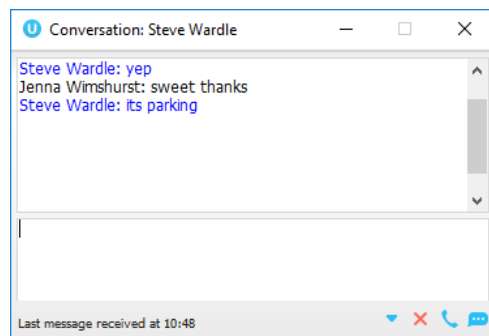 U Conversation: Steve Wardle
Steve Wardle: yep
Jenna Wimshurst: sweet thanks
Steve Wardle: its parking
Last message received at 10:48